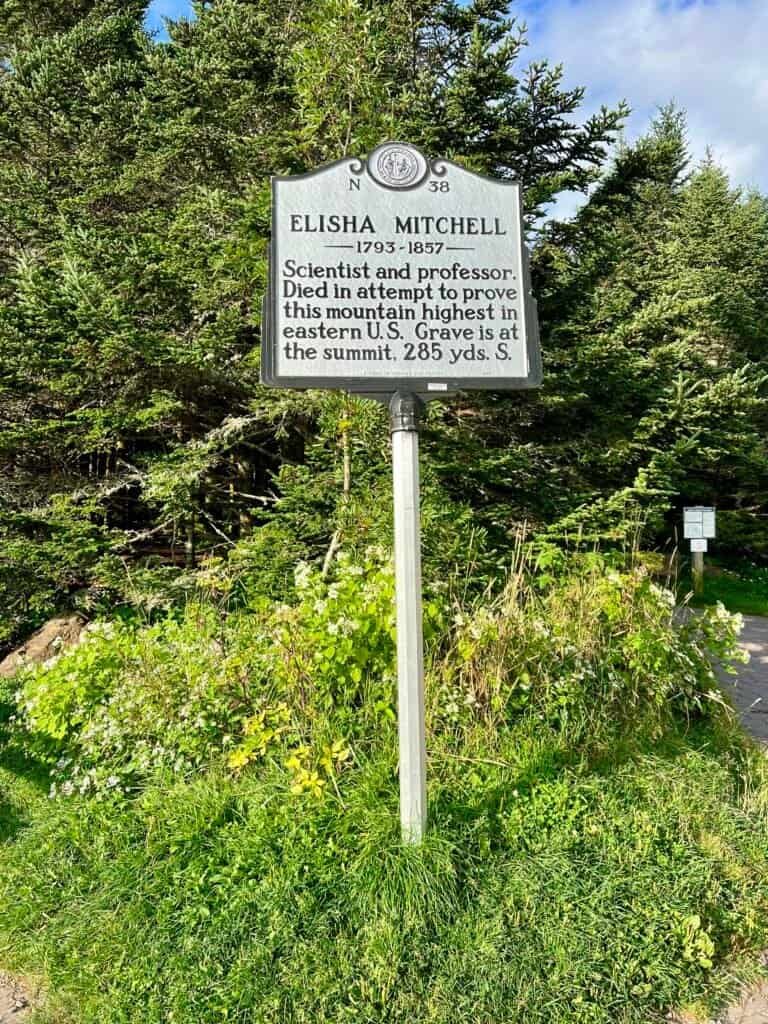 N 38
ELISHA MITCHELL
1793-1857
Scientist and professor.
Died in attempt to prove
this mountain highest in
eastern U.S. Grave is at
the summit, 285 yds. S.